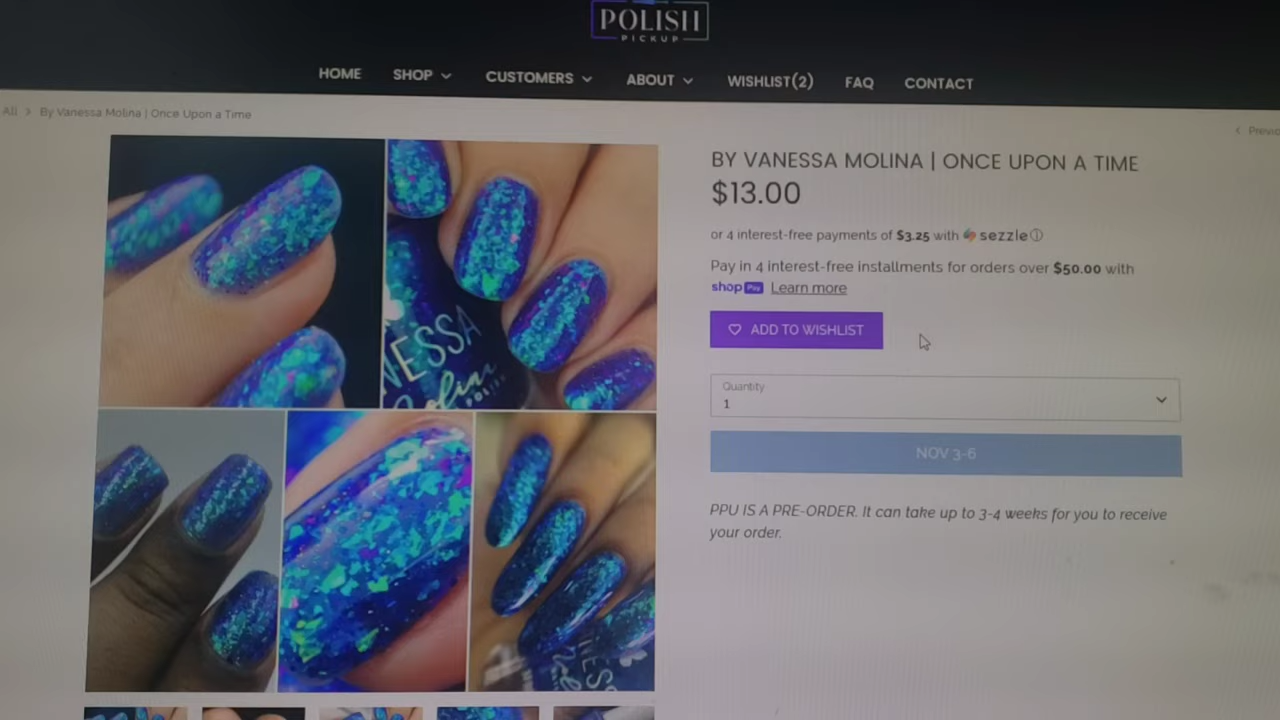 POLISH
PICKUP
HOME SHOP CUSTOMERS ABOUT WISHLIST(2) FAQ CONTACT
All > By Vanessa Molina | Once Upon a Time
< Previo
BY VANESSA MOLINA | ONCE UPON A TIME
$13.00
or 4 interest-free payments of $3.25 with sezzle
Pay in 4 interest-free installments for orders over $50.00 with
shop Pay Learn more
ADD TO WISHLIST
Quantity
1
NOV 3-6
PPU IS A PRE-ORDER. It can take up to 3-4 weeks for you to receive
your order.
NESSA